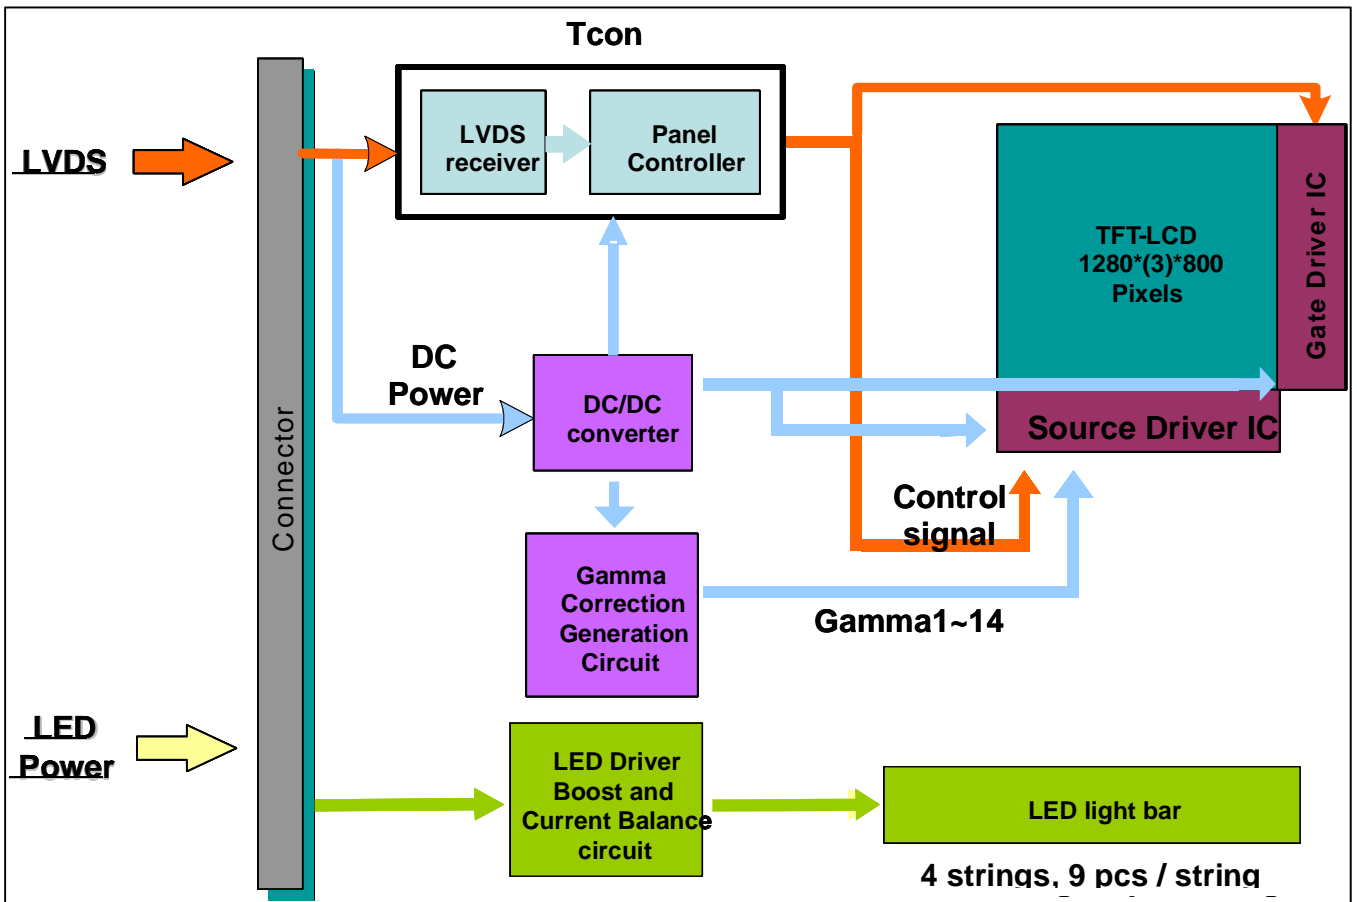 Tcon
LVDS
LVDS
receiver
Panel
Controller
TFT-LCD
1280*(3)*800
Pixels
Gate Driver IC
DC
Power
DC/DC
converter
Connector
Source Driver IC
Control
signal
Gamma
Correction
Generation
Circuit
Gamma1~14
LED
Power
LED Driver
Boost and
Current Balance
circuit
LED light bar
4 strings, 9 pcs / string